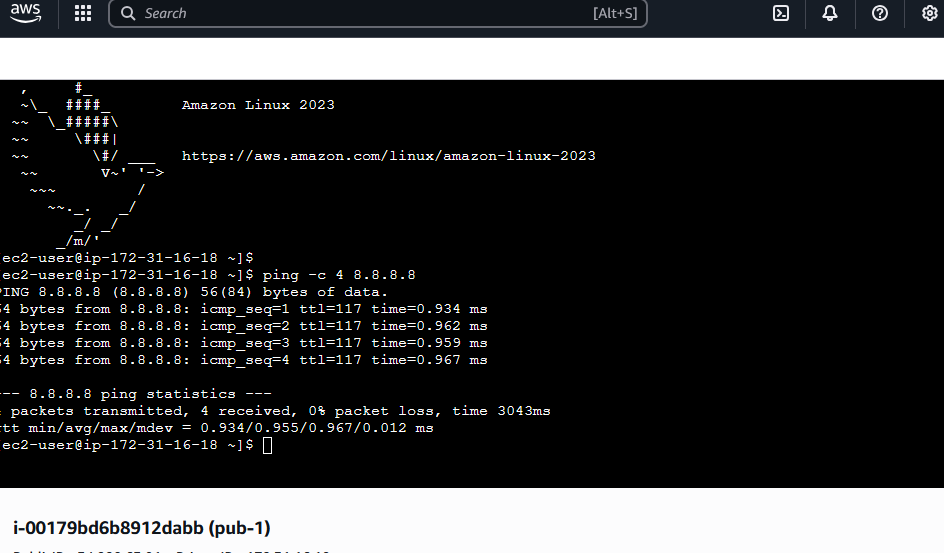 aws
Search [Alt+S]
, #_
~\_ ####_ Amazon Linux 2023
~~ \_#####\
~~ \###|
~~ \#/ ___ https://aws.amazon.com/linux/amazon-linux-2023
~~ V~' '->
~~~ /
~~._. _/
_/ _/
_/m/'
ec2-user@ip-172-31-16-18 ~]$
ec2-user@ip-172-31-16-18 ~]$ ping -c 4 8.8.8.8
PING 8.8.8.8 (8.8.8.8) 56(84) bytes of data.
64 bytes from 8.8.8.8: icmp_seq=1 ttl=117 time=0.934 ms
64 bytes from 8.8.8.8: icmp_seq=2 ttl=117 time=0.962 ms
64 bytes from 8.8.8.8: icmp_seq=3 ttl=117 time=0.959 ms
64 bytes from 8.8.8.8: icmp_seq=4 ttl=117 time=0.967 ms
--- 8.8.8.8 ping statistics ---
packets transmitted, 4 received, 0% packet loss, time 3043ms
rtt min/avg/max/mdev = 0.934/0.955/0.967/0.012 ms
ec2-user@ip-172-31-16-18 ~]$
i-00179bd6b8912dabb (pub-1)